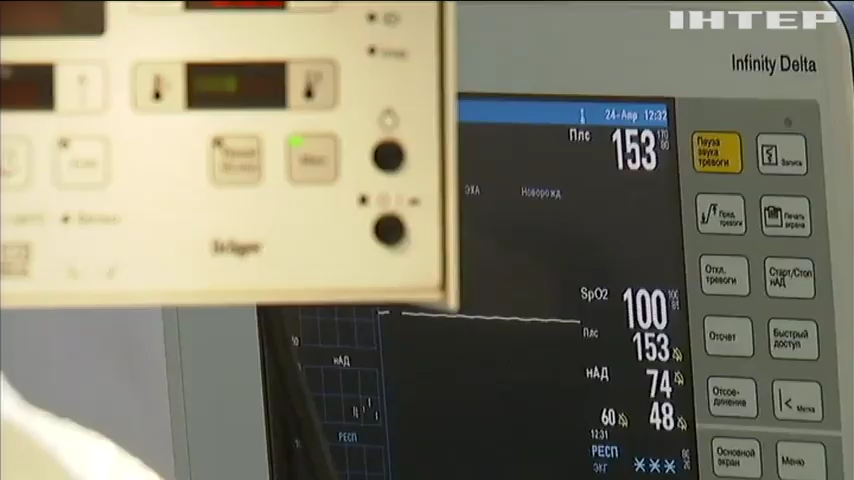 ІНТЕР
Infinity Delta
24-Апр 12:32
Плс
153
ЭКА
Новорожд
SpO2
100
Плс
153
нАД
74
60
48
12:31
нАД
РЕСП
РЕСП
ЭКГ
***
Пауза
звука
тревоги
Запись
Пред.
тревоги
Печать
экрана
Откл.
тревоги
Старт/Стоп
нАД
Отсчет
Быстрый
доступ
Отсое-
динение
Метка
Основной
экран
Меню
Dräger